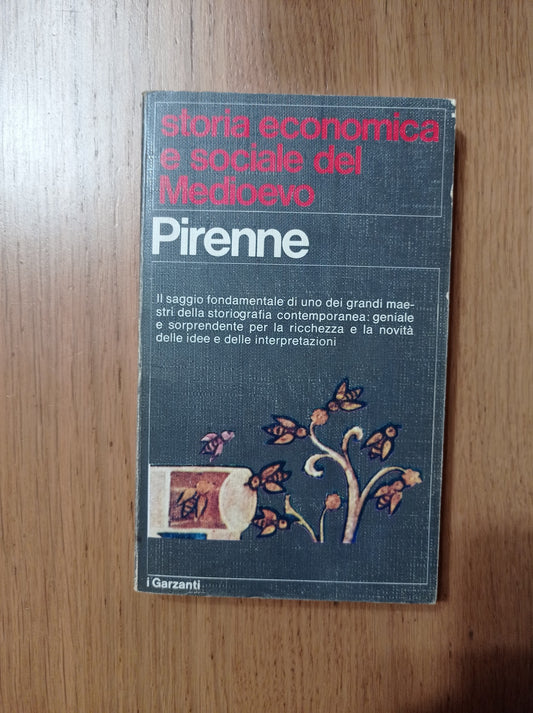 storia economica
e sociale del
Medioevo
Pirenne
Il saggio fondamentale di uno dei grandi mae-
stri della storiografia contemporanea: geniale
e sorprendente per la ricchezza e la novità
delle idee e delle interpretazioni
i Garzanti